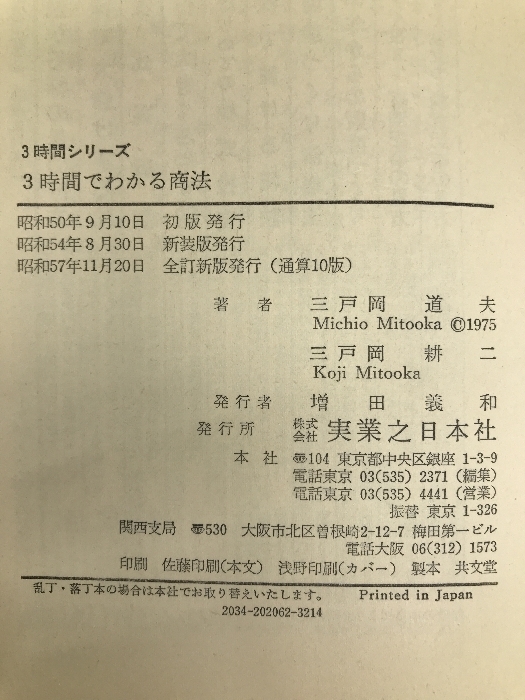 3時間シリーズ
3時間でわかる商法
昭和50年9月10日 初版発行
昭和54年8月30日 新装版発行
昭和57年11月20日 全訂新版発行(通算10版)
著者 三戸岡道夫
Michio Mitooka ©1975
三戸岡耕二
Koji Mitooka
発行者 増田義和
発行所 株式会社 実業之日本社
本社 〠104 東京都中央区銀座1-3-9
電話東京 03(535) 2371(編集)
電話東京 03(535) 4441(営業)
振替 東京1-326
関西支局 〠530 大阪市北区曽根崎2-12-7 梅田第一ビル
電話大阪 06(312) 1573
印刷 佐藤印刷(本文) 浅野印刷(カバー) 製本 共文堂
乱丁・落丁本の場合は本社でお取り替えいたします。 Printed in Japan
2034-202062-3214